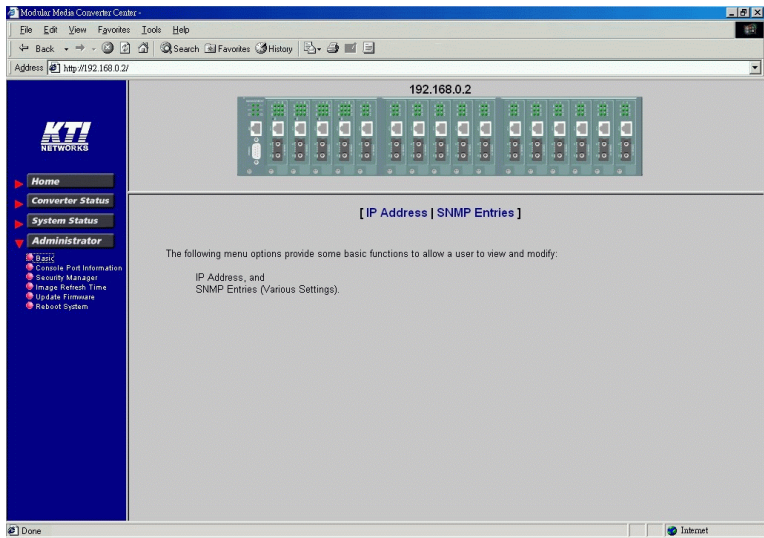 Modular Media Converter Center -
File Edit View Favorites Tools Help
Back Search Favorites History
Address http://192.168.0.2/
192.168.0.2
KTI
NETWORKS
Home
Converter Status
System Status
Administrator
Basic
Console Port Information
Security Manager
Image Refresh Time
Update Firmware
Reboot System
[ IP Address | SNMP Entries ]
The following menu options provide some basic functions to allow a user to view and modify:
IP Address, and
SNMP Entries (Various Settings).
Done Internet